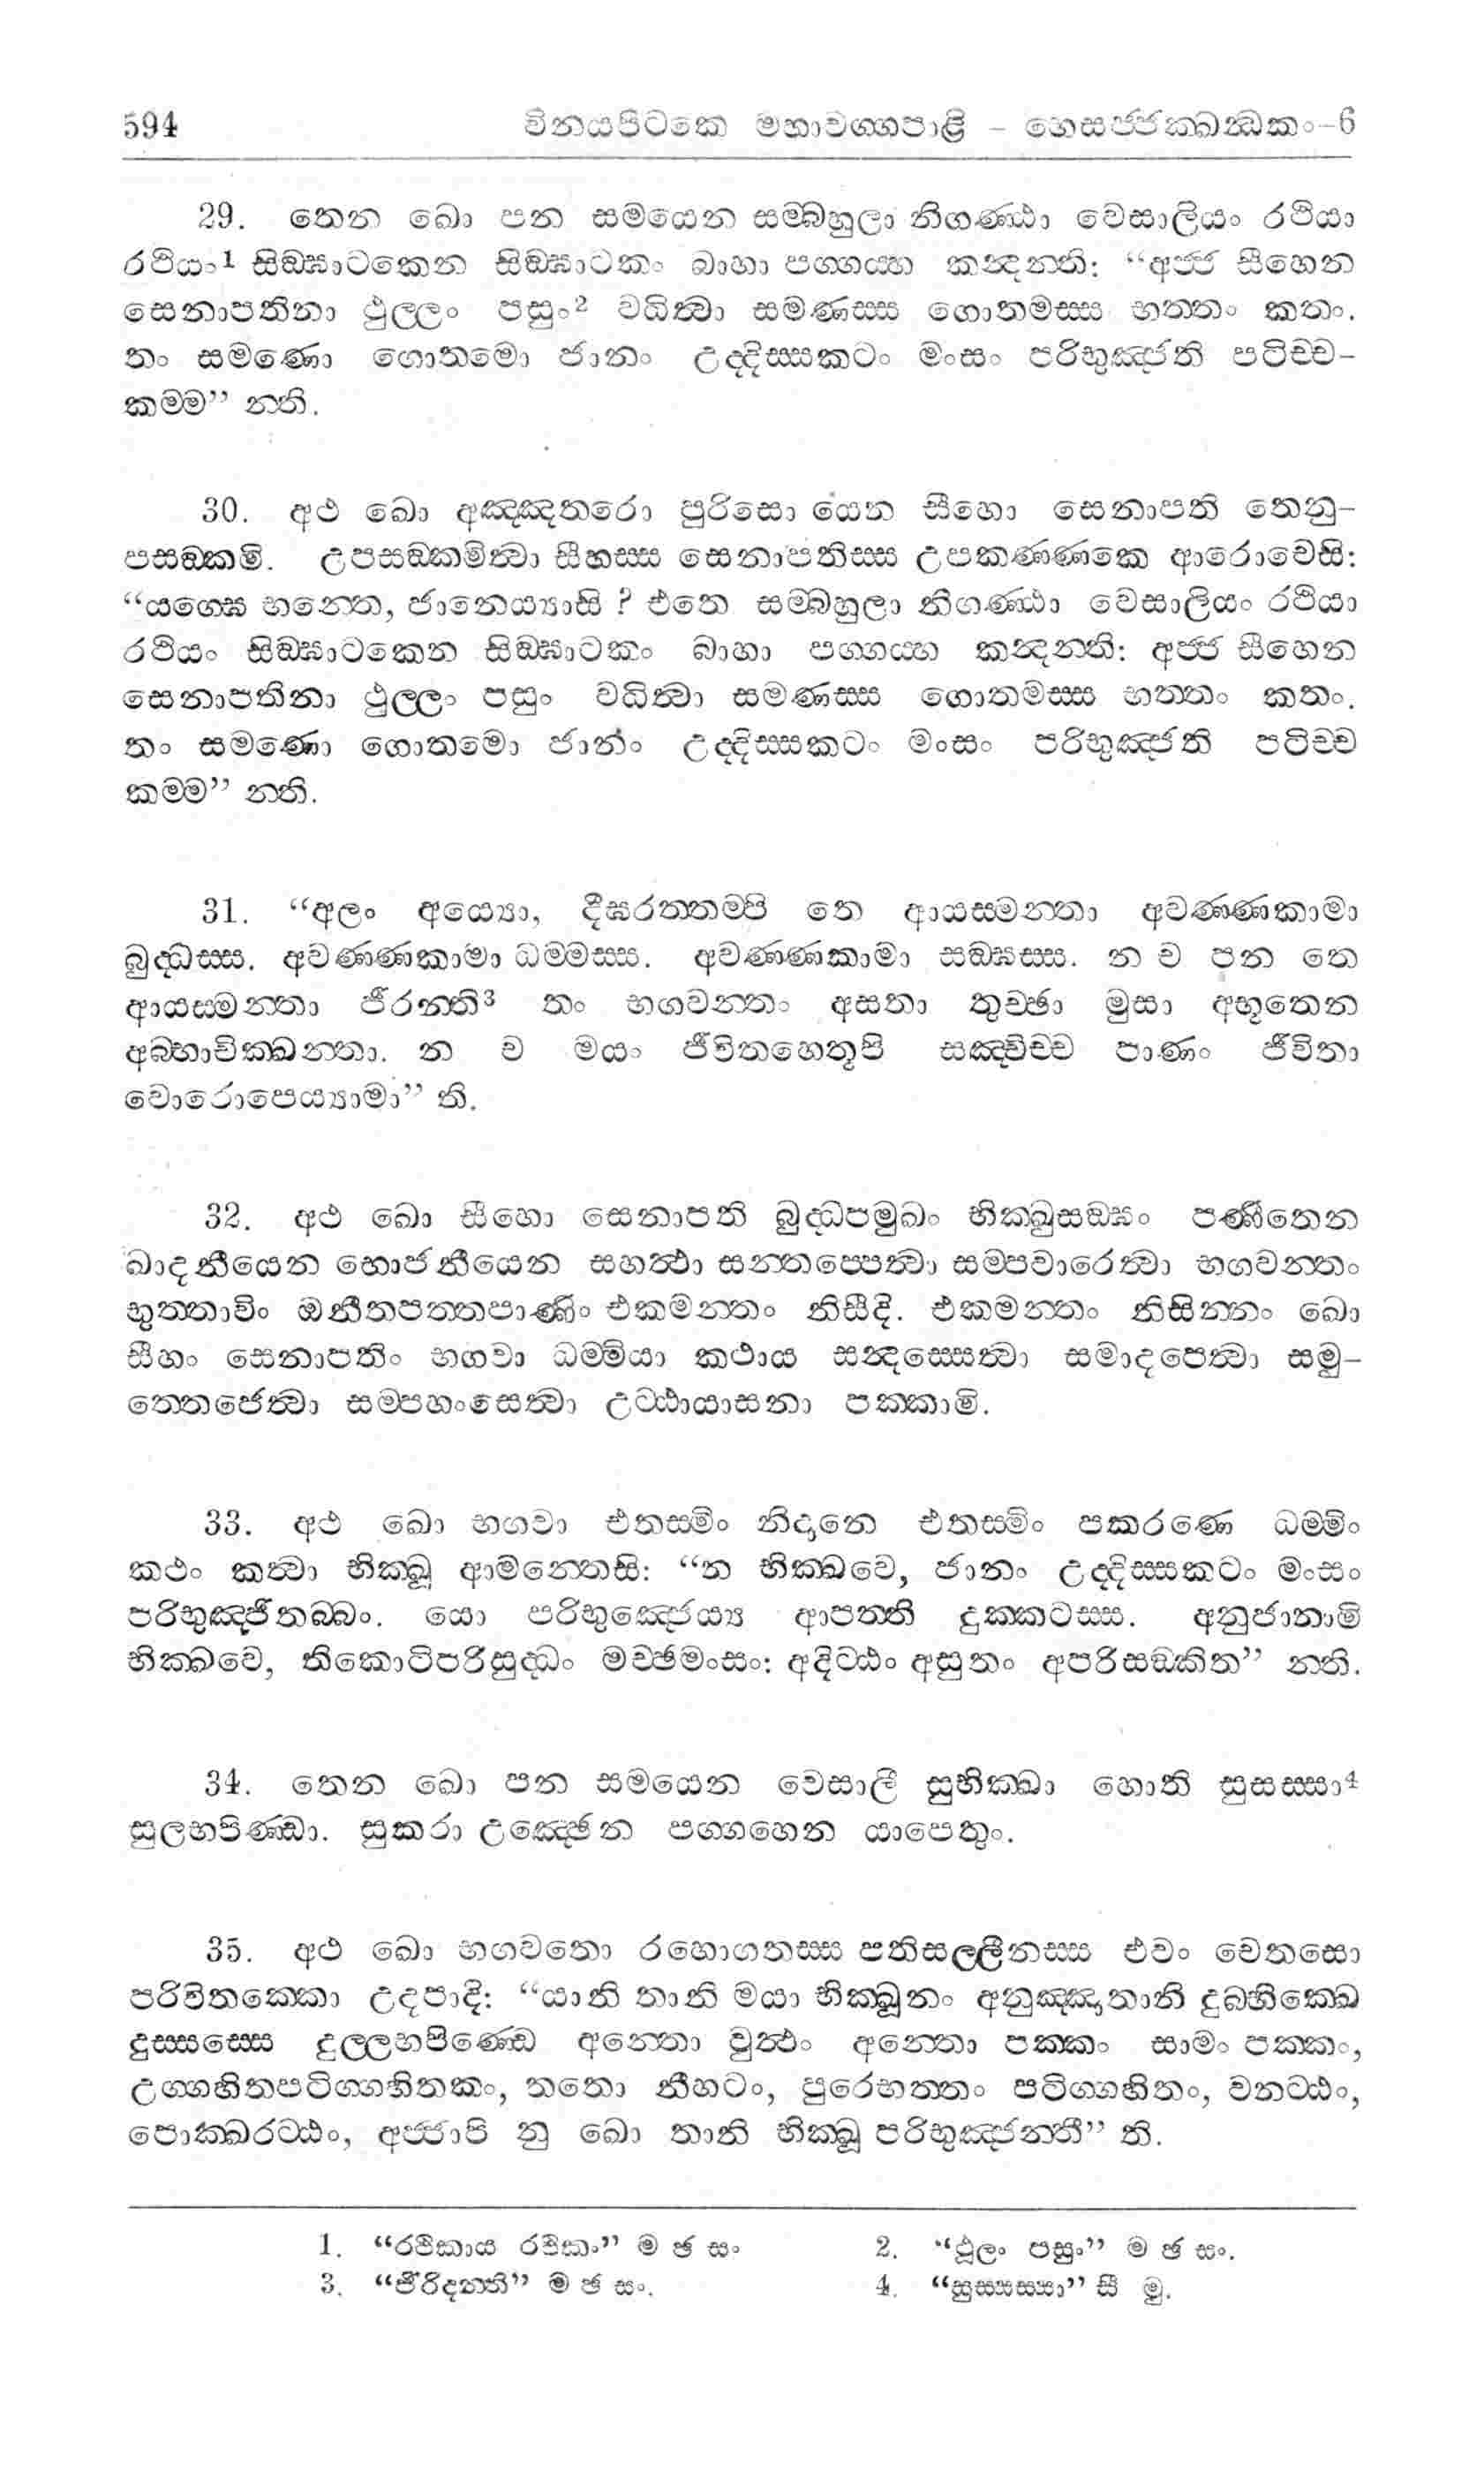 594 විනයපිටකෙ මහාවග්ගපාළි - භෙසජ්ජක්ඛන්ධකං-6
29. තෙන ඛො පන සමයෙන සම්බහුලා නිගණ්ඨා වෙසාලියං රථියා
රථියං¹ සිඞ්ඝාටකෙන සිඞ්ඝාටකං බාහා පග්ගය්හ කන්දන්ති: “අජ්ජ සීහෙන
සෙනාපතිනා ථුල්ලං පසුං² වධිත්වා සමණස්ස ගොතමස්ස භත්තං කතං.
තං සමණො ගොතමො ජානං උද්දිස්සකටං මංසං පරිභුඤ්ජති පටිච්ච-
කම්ම” න්ති.
30. අථ ඛො අඤ්ඤතරො පුරිසො යෙන සීහො සෙනාපති තෙනු-
පසඞ්කමි. උපසඞ්කමිත්වා සීහස්ස සෙනාපතිස්ස උපකණ්ණකෙ ආරොචෙසි:
“යග්ඝෙ භන්තෙ, ජානෙය්‍යාසි ? එතෙ සම්බහුලා නිගණ්ඨා වෙසාලියං රථියා
රථියං සිඞ්ඝාටකෙන සිඞ්ඝාටකං බාහා පග්ගය්හ කන්දන්ති: අජ්ජ සීහෙන
සෙනාපතිනා ථුල්ලං පසුං වධිත්වා සමණස්ස ගොතමස්ස භත්තං කතං.
තං සමණො ගොතමො ජානං උද්දිස්සකටං මංසං පරිභුඤ්ජති පටිච්ච
කම්ම” න්ති.
31. “අලං අය්‍යො, දීඝරත්තම්පි තෙ ආයස්මන්තා අවණ්ණකාමා
බුද්ධස්ස. අවණ්ණකාමා ධම්මස්ස. අවණ්ණකාමා සඞ්ඝස්ස. න ච පන තෙ
ආයස්මන්තා ජීරන්ති³ තං භගවන්තං අසතා තුච්ඡා මුසා අභූතෙන
අබ්භාචික්ඛන්තා. න ච මයං ජීවිතහෙතූපි සඤ්චිච්ච පාණං ජීවිතා
වොරොපෙය්‍යාමා” ති.
32. අථ ඛො සීහො සෙනාපති බුද්ධපමුඛං භික්ඛුසඞ්ඝං පණීතෙන
ඛාදනීයෙන භොජනීයෙන සහත්ථා සන්තප්පෙත්වා සම්පවාරෙත්වා භගවන්තං
භුත්තාවිං ඔනීතපත්තපාණිං එකමන්තං නිසීදි. එකමන්තං නිසින්නං ඛො
සීහං සෙනාපතිං භගවා ධම්මියා කථාය සන්දස්සෙත්වා සමාදපෙත්වා සමු-
ත්තෙජෙත්වා සම්පහංසෙත්වා උට්ඨායාසනා පක්කාමි.
33. අථ ඛො භගවා එතස්මිං නිදානෙ එතස්මිං පකරණෙ ධම්මිං
කථං කත්වා භික්ඛූ ආමන්තෙසි: “න භික්ඛවෙ, ජානං උද්දිස්සකටං මංසං
පරිභුඤ්ජිතබ්බං. යො පරිභුඤ්ජෙය්‍ය ආපත්ති දුක්කටස්ස. අනුජානාමි
භික්ඛවෙ, තිකොටිපරිසුද්ධං මච්ඡමංසං: අදිට්ඨං අසුතං අපරිසඞ්කිත” න්ති.
34. තෙන ඛො පන සමයෙන වෙසාලී සුභික්ඛා හොති සුසස්සා⁴
සුලභපිණ්ඩා. සුකරා උඤ්ඡෙන පග්ගහෙන යාපෙතුං.
35. අථ ඛො භගවතො රහොගතස්ස පතිසල්ලීනස්ස එවං චෙතසො
පරිවිතක්කො උදපාදි: “යානි තානි මයා භික්ඛූනං අනුඤ්ඤාතානි දුබ්භික්ඛෙ
දුස්සස්සෙ දුල්ලභපිණ්ඩෙ අන්තො වුත්ථං අන්තො පක්කං සාමං පක්කං,
උග්ගහිතපටිග්ගහිතකං, තතො නීහටං, පුරෙභත්තං පටිග්ගහිතං, වනට්ඨං,
පොක්ඛරට්ඨං, අජ්ජාපි නු ඛො තානි භික්ඛූ පරිභුඤ්ජන්තී” ති.
1. “රථිකාය රථිකං” ම ඡ සං 2. “ථූලං පසුං” ම ඡ සං.
3. “ජිරිදන්ති” ම ඡ සං. 4. “සුසස්‍යස්‍යා” සී මු.